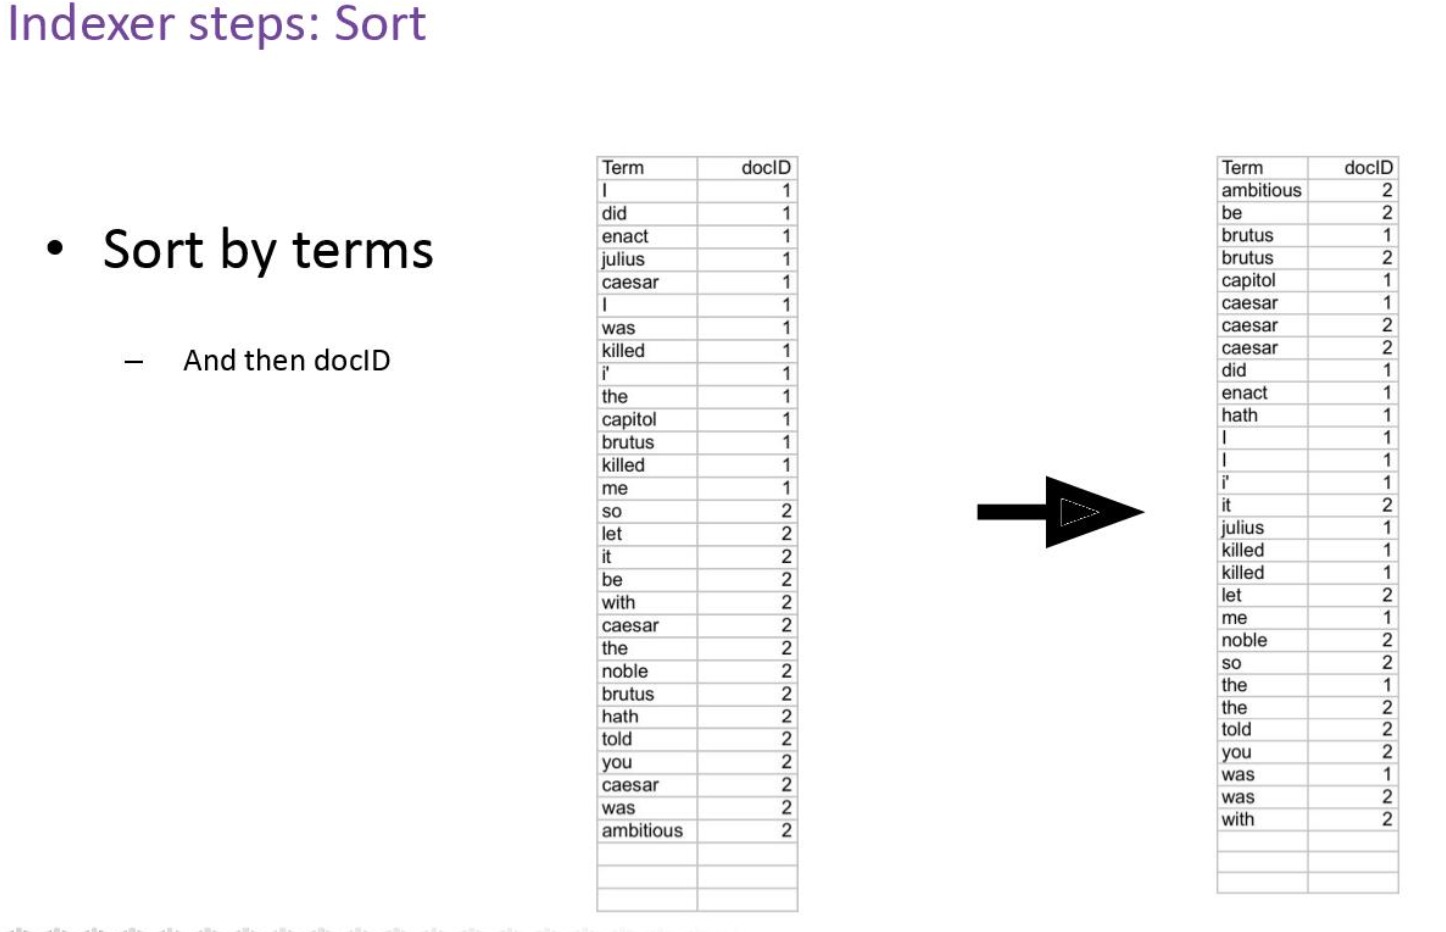 Indexer steps: Sort
• Sort by terms
– And then docID
Term docID
I 1
did 1
enact 1
julius 1
caesar 1
I 1
was 1
killed 1
i' 1
the 1
capitol 1
brutus 1
killed 1
me 1
so 2
let 2
it 2
be 2
with 2
caesar 2
the 2
noble 2
brutus 2
hath 2
told 2
you 2
caesar 2
was 2
ambitious 2
Term docID
ambitious 2
be 2
brutus 1
brutus 2
capitol 1
caesar 1
caesar 2
caesar 2
did 1
enact 1
hath 1
I 1
I 1
i' 1
it 2
julius 1
killed 1
killed 1
let 2
me 1
noble 2
so 2
the 1
the 2
told 2
you 2
was 1
was 2
with 2